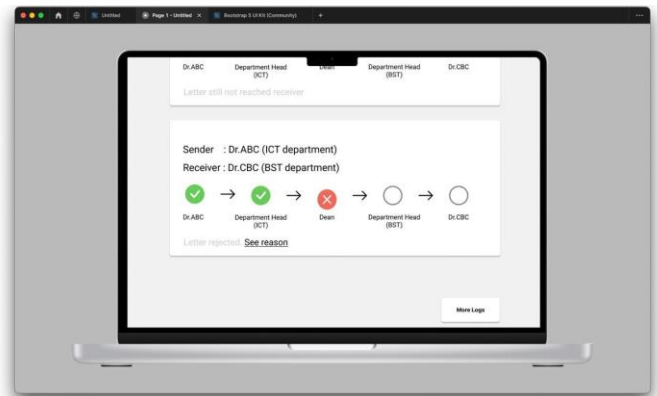 Untitled
Page 1 - Untitled
Bootstrap 5 UI Kit (Community)
Dr.ABC Department Head Dean Department Head Dr.CBC
(ICT) (BST)
Letter still not reached receiver
Sender : Dr.ABC (ICT department)
Receiver : Dr.CBC (BST department)
Dr.ABC Department Head Dean Department Head Dr.CBC
(ICT) (BST)
Letter rejected See reason
More Logs